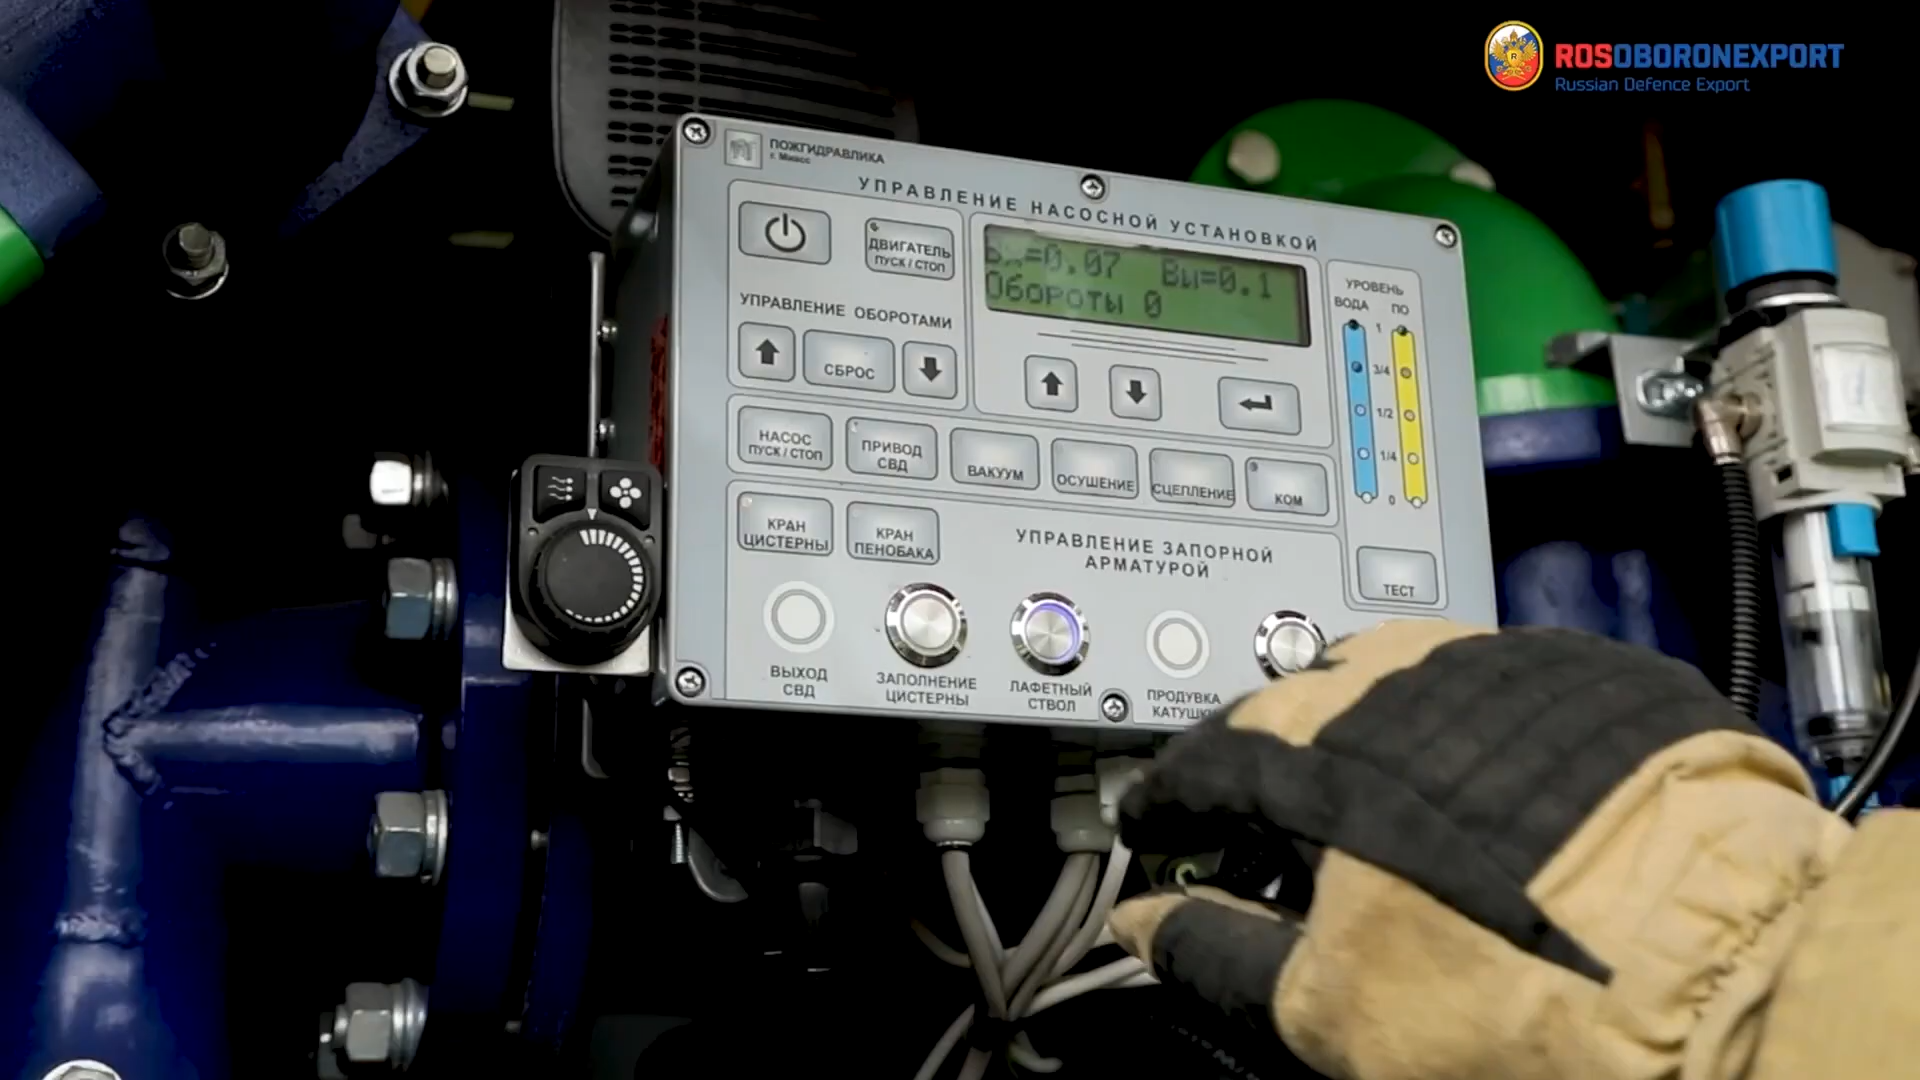 ROSOBORONEXPORT
Russian Defence Export
ПОЖГИДРАВЛИКА
г. Миасс
УПРАВЛЕНИЕ НАСОСНОЙ УСТАНОВКОЙ
ДВИГАТЕЛЬ
ПУСК / СТОП
=0.07 Вы=0.1
Обороты 0
УПРАВЛЕНИЕ ОБОРОТАМИ
СБРОС
УРОВЕНЬ
ВОДА ПО
1
3/4
1/2
1/4
0
НАСОС
ПУСК / СТОП
ПРИВОД
СВД
ВАКУУМ
ОСУШЕНИЕ
СЦЕПЛЕНИЕ
КОМ
КРАН
ЦИСТЕРНЫ
КРАН
ПЕНОБАКА
УПРАВЛЕНИЕ ЗАПОРНОЙ
АРМАТУРОЙ
ТЕСТ
ВЫХОД
СВД
ЗАПОЛНЕНИЕ
ЦИСТЕРНЫ
ЛАФЕТНЫЙ
СТВОЛ
ПРОДУВКА
КАТУШКИ